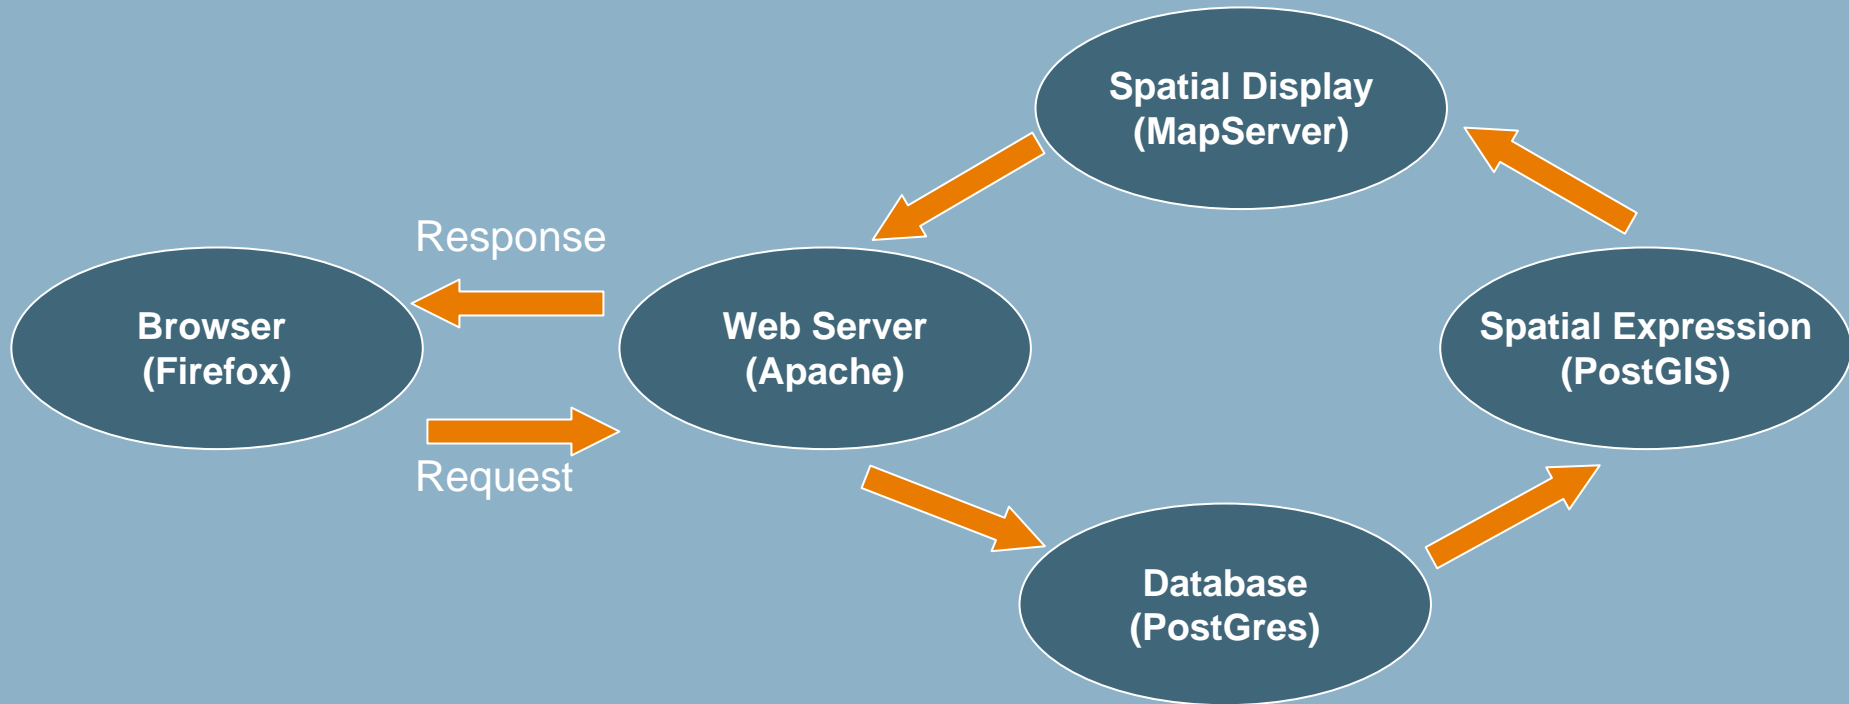 Spatial Display
(MapServer)
Response
Browser
(Firefox)
Web Server
(Apache)
Spatial Expression
(PostGIS)
Request
Database
(PostGres)